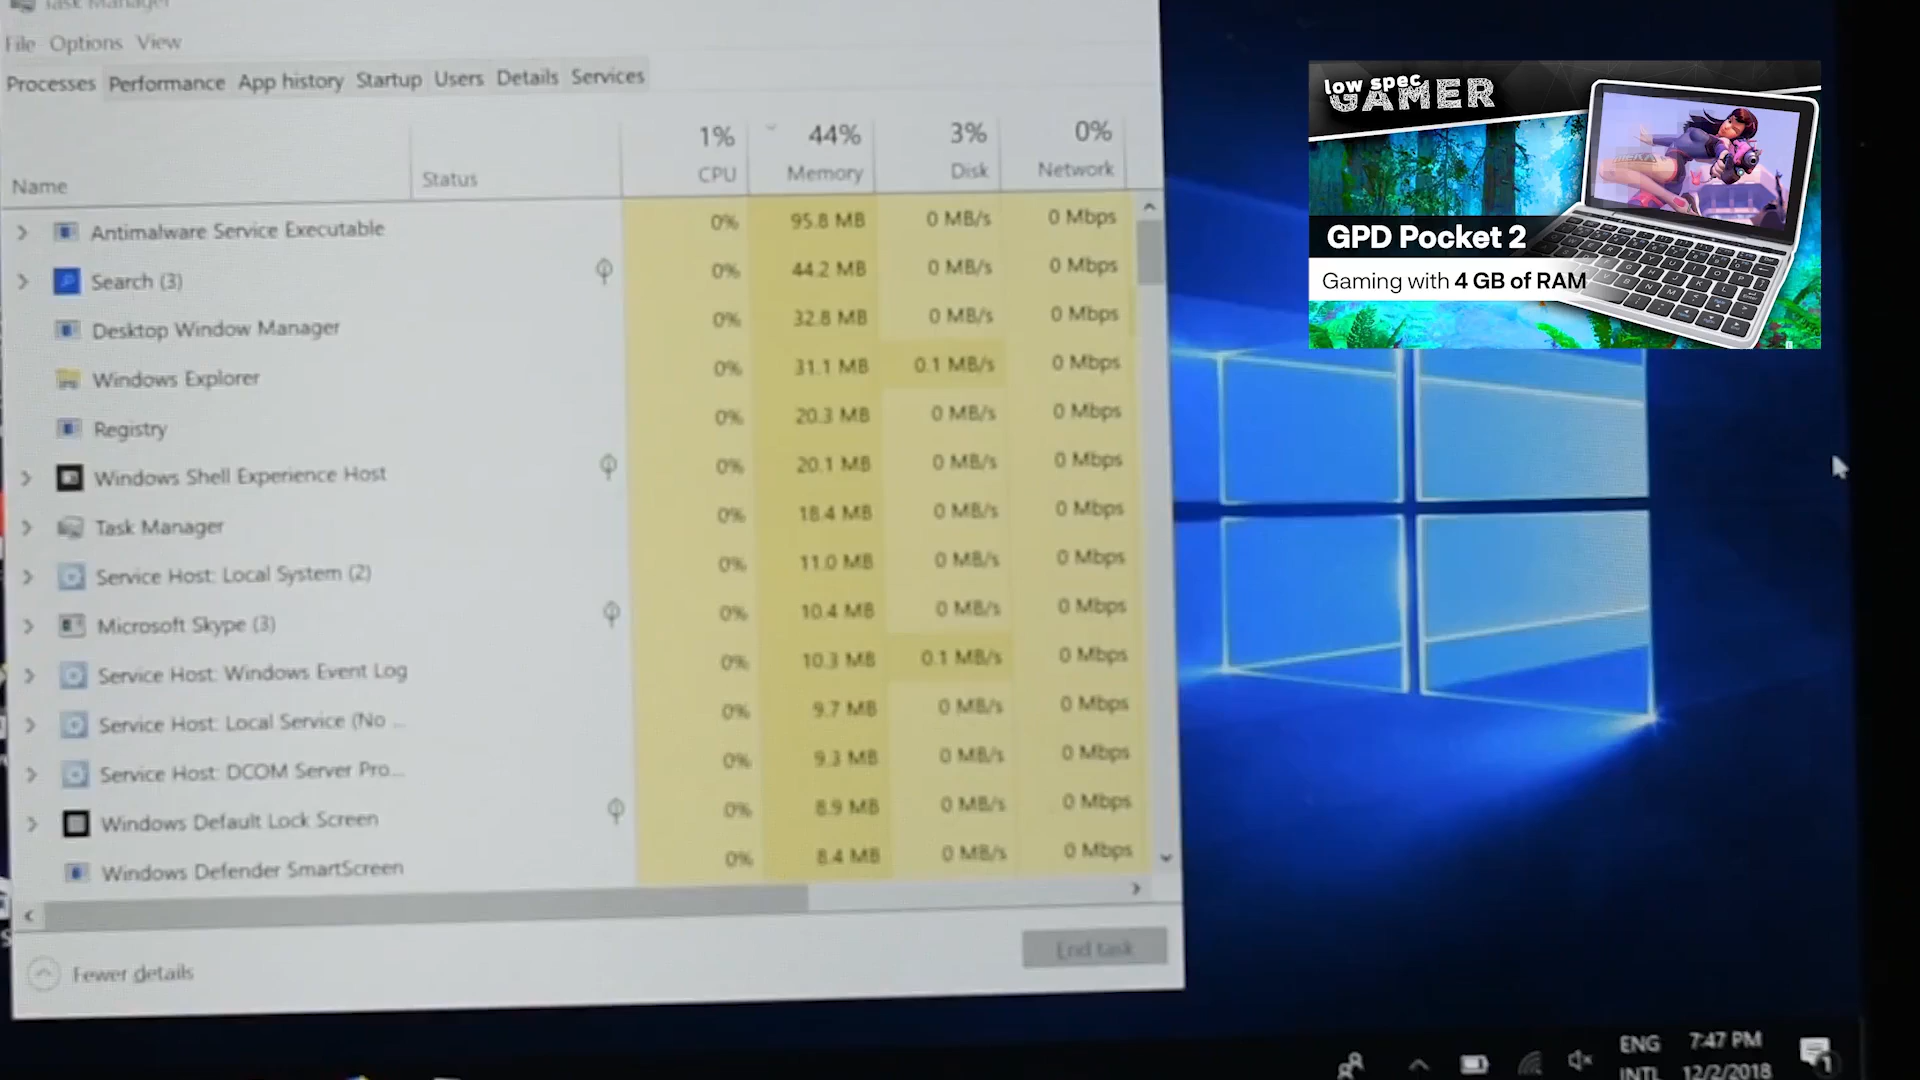 Task Manager
File Options View
Processes Performance App history Startup Users Details Services
1% 44% 3% 0%
Name Status CPU Memory Disk Network
Antimalware Service Executable 0% 95.8 MB 0 MB/s 0 Mbps
Search (3) 0% 44.2 MB 0 MB/s 0 Mbps
Desktop Window Manager 0% 32.8 MB 0 MB/s 0 Mbps
Windows Explorer 0% 31.1 MB 0.1 MB/s 0 Mbps
Registry 0% 20.3 MB 0 MB/s 0 Mbps
Windows Shell Experience Host 0% 20.1 MB 0 MB/s 0 Mbps
Task Manager 0% 18.4 MB 0 MB/s 0 Mbps
Service Host: Local System (2) 0% 11.0 MB 0 MB/s 0 Mbps
Microsoft Skype (3) 0% 10.4 MB 0 MB/s 0 Mbps
Service Host: Windows Event Log 0% 10.3 MB 0.1 MB/s 0 Mbps
Service Host: Local Service (No ... 0% 9.7 MB 0 MB/s 0 Mbps
Service Host: DCOM Server Pro... 0% 9.3 MB 0 MB/s 0 Mbps
Windows Default Lock Screen 0% 8.9 MB 0 MB/s 0 Mbps
Windows Defender SmartScreen 0% 8.4 MB 0 MB/s 0 Mbps
Fewer details
End task
low spec
GAMER
GPD Pocket 2
Gaming with 4 GB of RAM
ENG 7:47 PM
INTL 12/2/2018
1